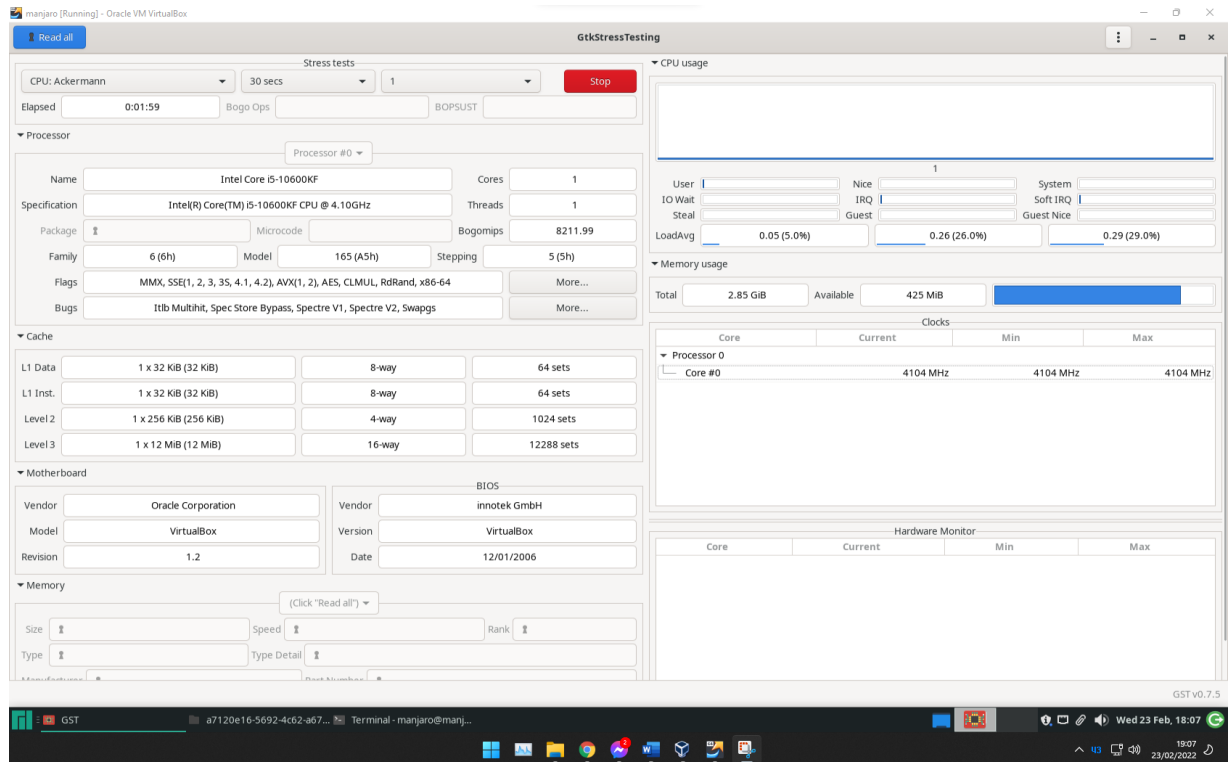 manjaro [Running] - Oracle VM VirtualBox
Read all
GtkStressTesting
Stress tests
CPU: Ackermann 30 secs 1 Stop
Elapsed 0:01:59 Bogo Ops BOPSUST
Processor
Processor #0
Name Intel Core i5-10600KF Cores 1
Specification Intel(R) Core(TM) i5-10600KF CPU @ 4.10GHz Threads 1
Package Microcode Bogomips 8211.99
Family 6 (6h) Model 165 (A5h) Stepping 5 (5h)
Flags MMX, SSE(1, 2, 3, 3S, 4.1, 4.2), AVX(1, 2), AES, CLMUL, RdRand, x86-64 More...
Bugs Itlb Multihit, Spec Store Bypass, Spectre V1, Spectre V2, Swapgs More...
Cache
L1 Data 1 x 32 KiB (32 KiB) 8-way 64 sets
L1 Inst. 1 x 32 KiB (32 KiB) 8-way 64 sets
Level 2 1 x 256 KiB (256 KiB) 4-way 1024 sets
Level 3 1 x 12 MiB (12 MiB) 16-way 12288 sets
Motherboard
Vendor Oracle Corporation
Model VirtualBox
Revision 1.2
BIOS
Vendor innotek GmbH
Version VirtualBox
Date 12/01/2006
Memory
(Click "Read all")
Size Speed Rank
Type Type Detail
Manufacturer Part Number
CPU usage
1
User Nice System
IO Wait IRQ Soft IRQ
Steal Guest Guest Nice
LoadAvg 0.05 (5.0%) 0.26 (26.0%) 0.29 (29.0%)
Memory usage
Total 2.85 GiB Available 425 MiB
Clocks
Core Current Min Max
Processor 0
Core #0 4104 MHz 4104 MHz 4104 MHz
Hardware Monitor
Core Current Min Max
GST v0.7.5
GST a7120e16-5692-4c62-a67... Terminal - manjaro@manj... Wed 23 Feb, 18:07
2
ЧЗ 19:07
23/02/2022